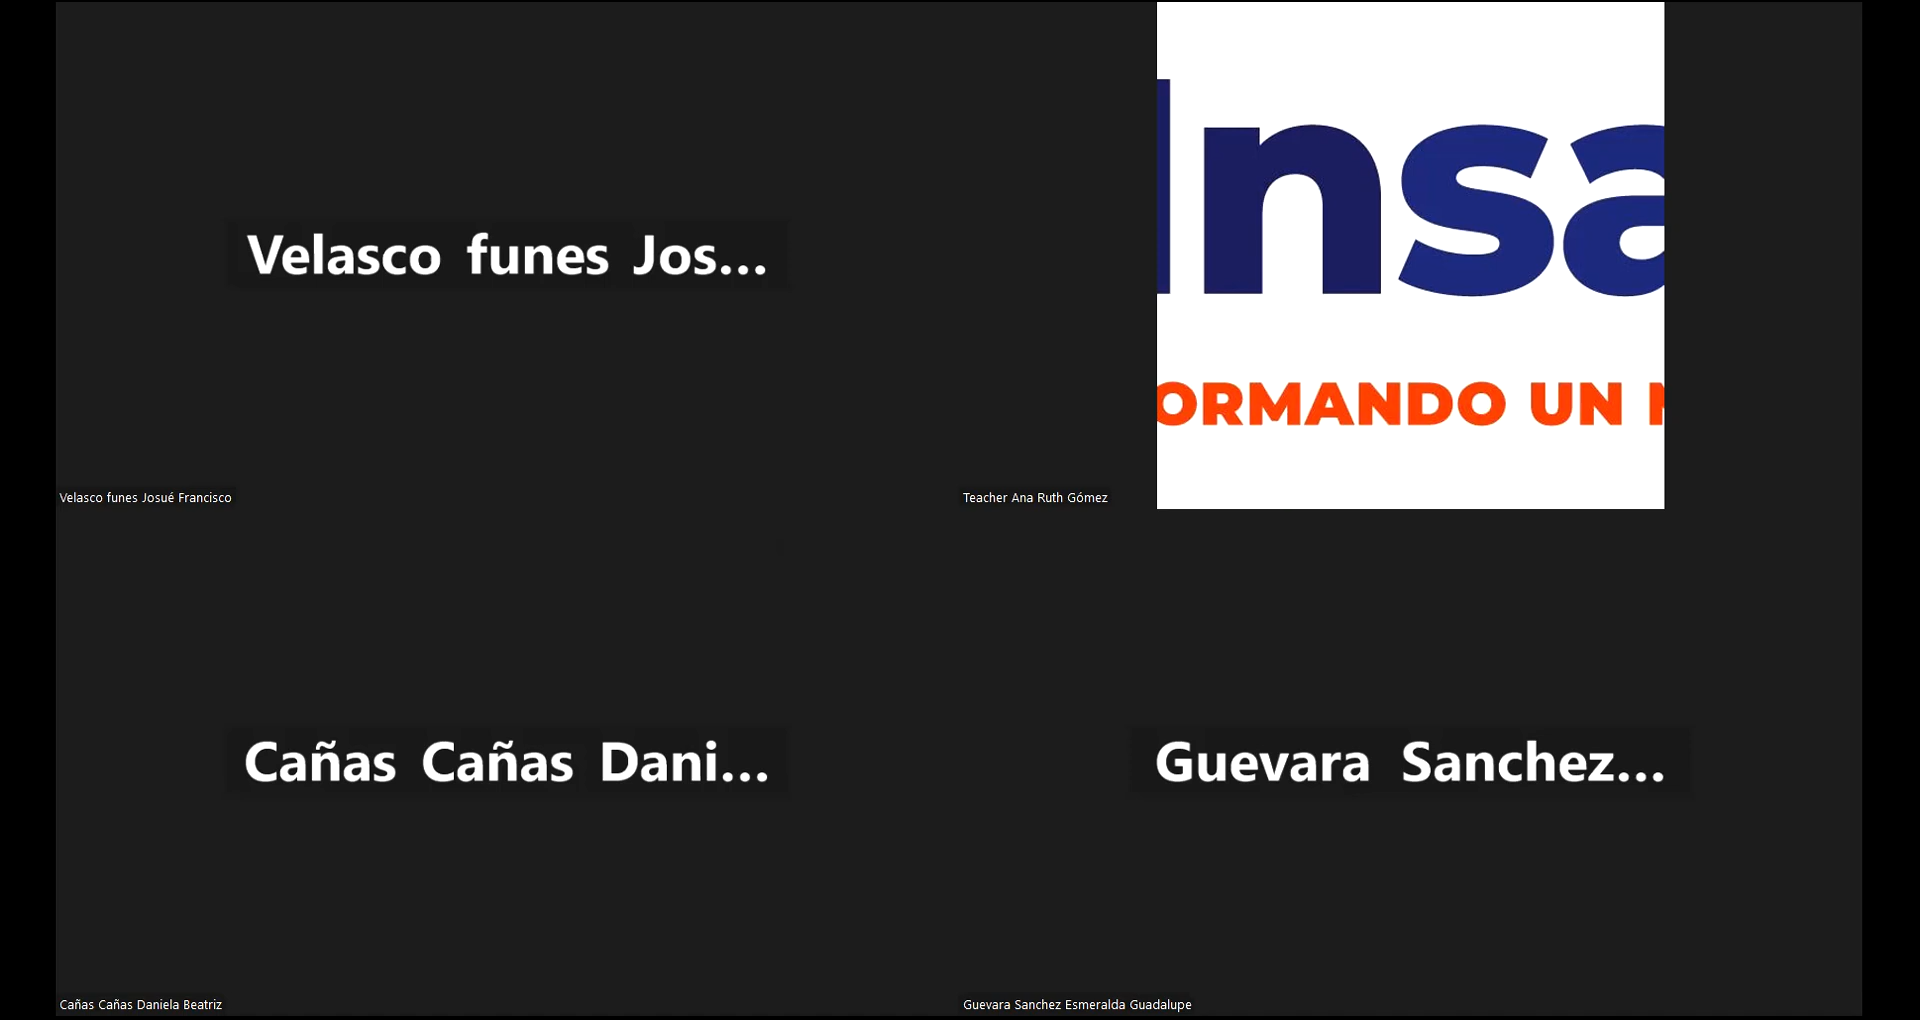 Velasco funes Jos...
Velasco funes Josué Francisco
Insa
ORMANDO UN
Teacher Ana Ruth Gómez
Cañas Cañas Dani...
Cañas Cañas Daniela Beatriz
Guevara Sanchez...
Guevara Sanchez Esmeralda Guadalupe